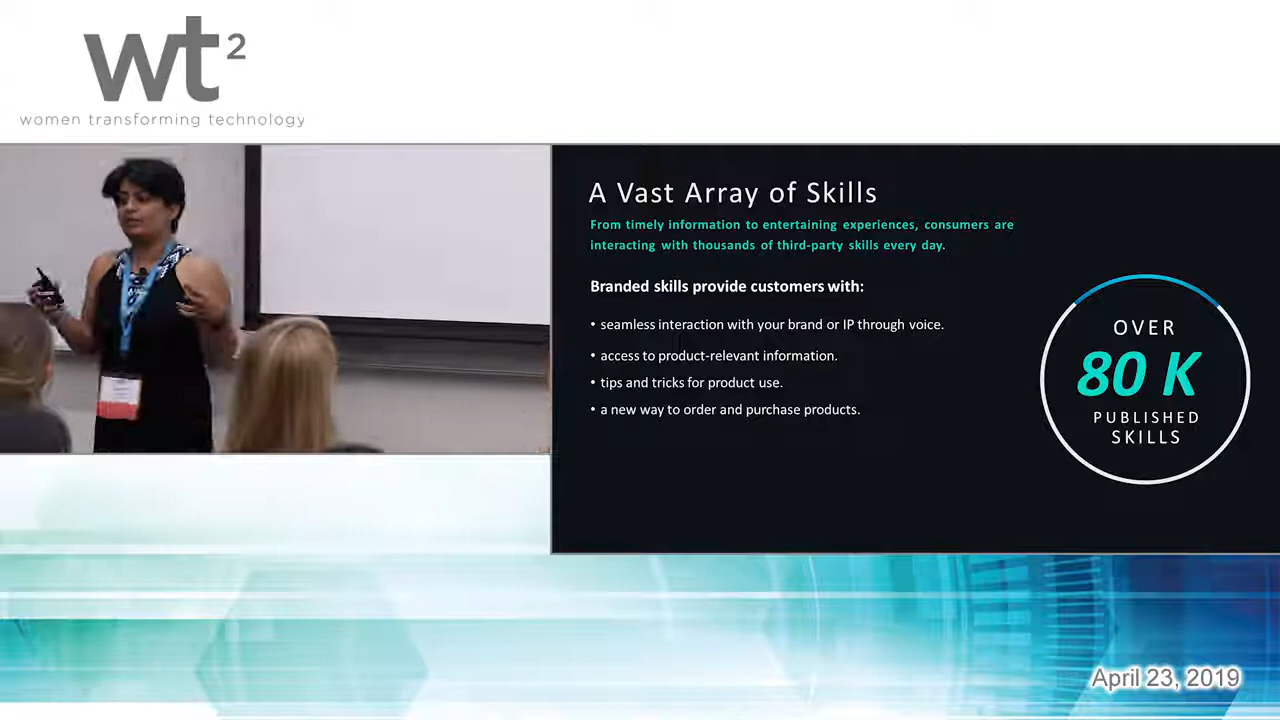 wt2
women transforming technology
A Vast Array of Skills
From timely information to entertaining experiences, consumers are
interacting with thousands of third-party skills every day.
Branded skills provide customers with:
• seamless interaction with your brand or IP through voice.
• access to product-relevant information.
• tips and tricks for product use.
• a new way to order and purchase products.
OVER
80 K
PUBLISHED
SKILLS
April 23, 2019